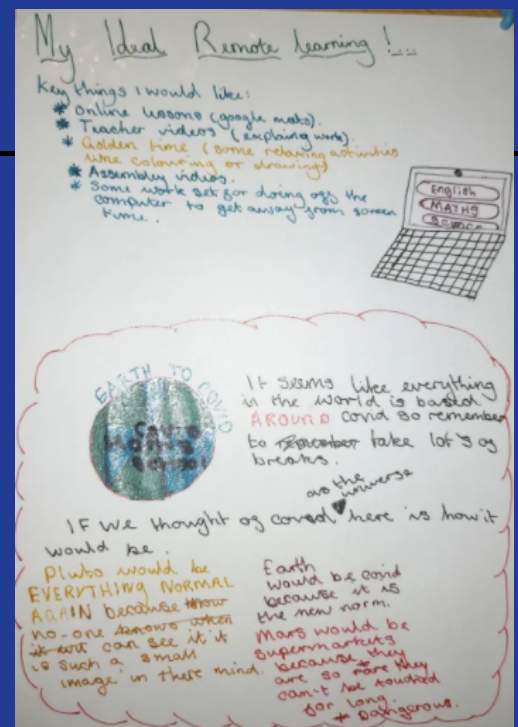 My Ideal Remote learning!...
Key things I would like:
* Online lessons (google meets).
* Teacher videos (explaing work).
* Golden time (some relaxing activities
like colouring or drawing)
* Assembly videos.
* Some work set for doing off the
computer to get away from screen
time.
English
MATHS
Science
EARTH TO COVID
It seems like everything
in the world is based
AROUND covid so remember
to remember take lot's of
breaks.
as the
universe
IF we thought of covid here is how it
would be.
Pluto would be
EVERYTHING NORMAL
AGAIN because
no-one knows when
it can see it it
is such a small
image in there mind.
Earth
would be covid
because it is
the new norm.
Mars would be
supermarkets
because they
are so they
can't be
for long.
* Dangerous.